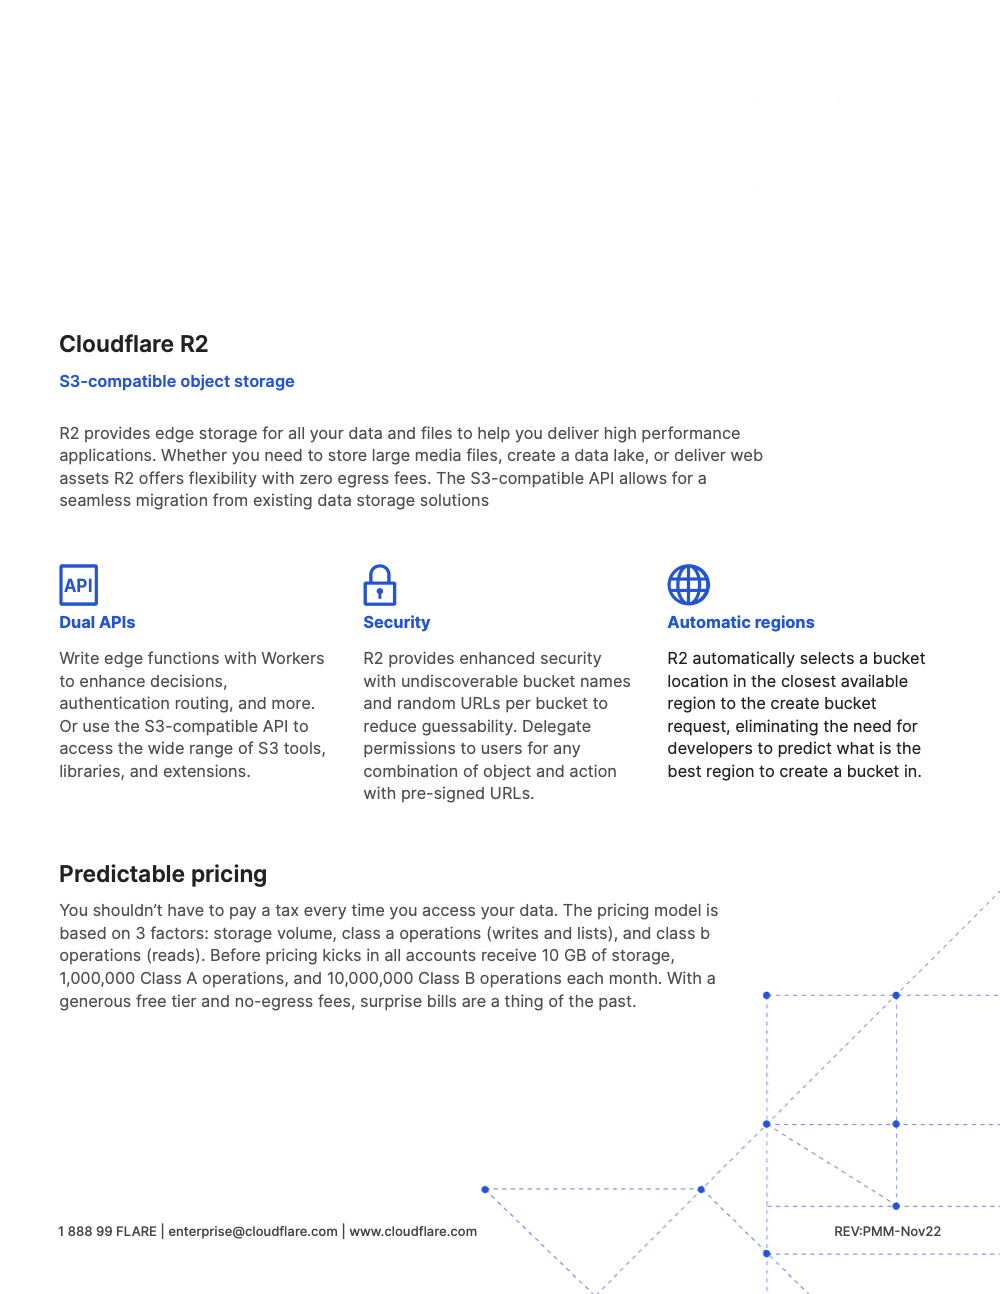 Cloudflare R2
S3-compatible object storage
R2 provides edge storage for all your data and files to help you deliver high performance
applications. Whether you need to store large media files, create a data lake, or deliver web
assets R2 offers flexibility with zero egress fees. The S3-compatible API allows for a
seamless migration from existing data storage solutions
API
Dual APIs
Write edge functions with Workers
to enhance decisions,
authentication routing, and more.
Or use the S3-compatible API to
access the wide range of S3 tools,
libraries, and extensions.
Security
R2 provides enhanced security
with undiscoverable bucket names
and random URLs per bucket to
reduce guessability. Delegate
permissions to users for any
combination of object and action
with pre-signed URLs.
Automatic regions
R2 automatically selects a bucket
location in the closest available
region to the create bucket
request, eliminating the need for
developers to predict what is the
best region to create a bucket in.
Predictable pricing
You shouldn’t have to pay a tax every time you access your data. The pricing model is
based on 3 factors: storage volume, class a operations (writes and lists), and class b
operations (reads). Before pricing kicks in all accounts receive 10 GB of storage,
1,000,000 Class A operations, and 10,000,000 Class B operations each month. With a
generous free tier and no-egress fees, surprise bills are a thing of the past.
1 888 99 FLARE | enterprise@cloudflare.com | www.cloudflare.com
REV:PMM-Nov22